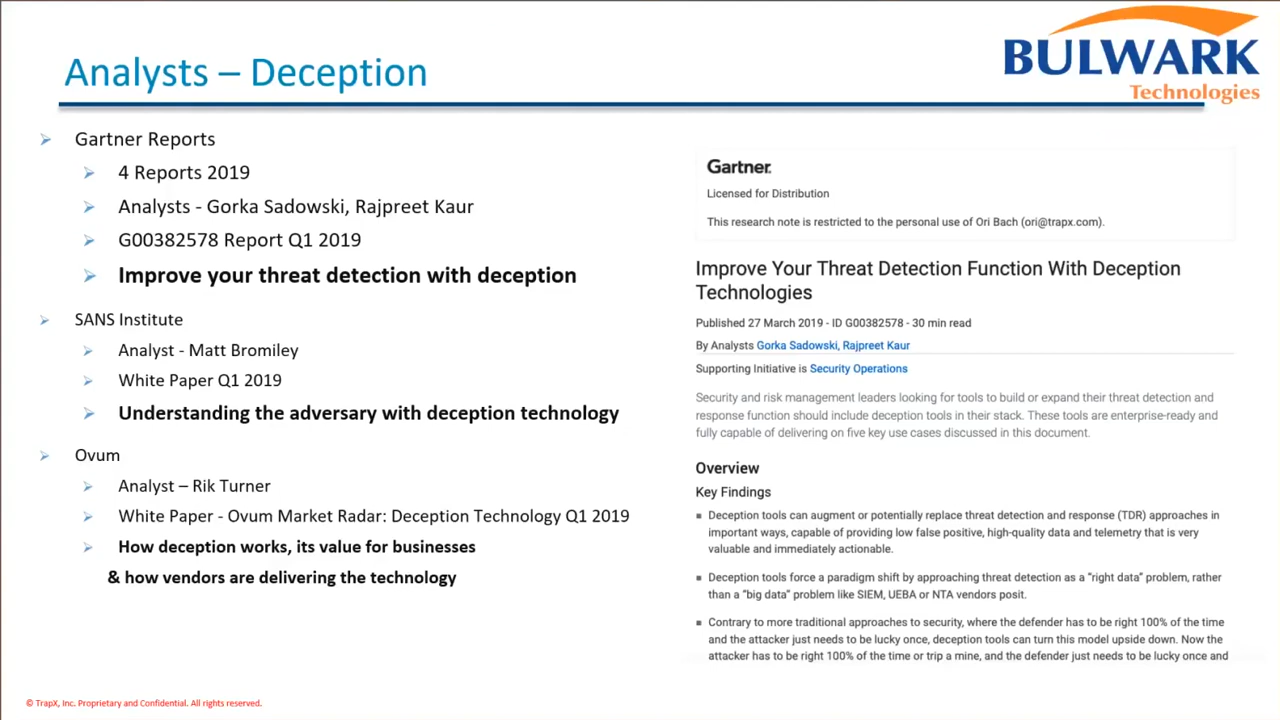 Analysts – Deception
BULWARK
Technologies
Gartner Reports
4 Reports 2019
Analysts - Gorka Sadowski, Rajpreet Kaur
G00382578 Report Q1 2019
Improve your threat detection with deception
SANS Institute
Analyst - Matt Bromiley
White Paper Q1 2019
Understanding the adversary with deception technology
Ovum
Analyst – Rik Turner
White Paper - Ovum Market Radar: Deception Technology Q1 2019
How deception works, its value for businesses
& how vendors are delivering the technology
Gartner.
Licensed for Distribution
This research note is restricted to the personal use of Ori Bach (ori@trapx.com).
Improve Your Threat Detection Function With Deception
Technologies
Published 27 March 2019 - ID G00382578 - 30 min read
By Analysts Gorka Sadowski, Rajpreet Kaur
Supporting Initiative is Security Operations
Security and risk management leaders looking for tools to build or expand their threat detection and
response function should include deception tools in their stack. These tools are enterprise-ready and
fully capable of delivering on five key use cases discussed in this document.
Overview
Key Findings
Deception tools can augment or potentially replace threat detection and response (TDR) approaches in
important ways, capable of providing low false positive, high-quality data and telemetry that is very
valuable and immediately actionable.
Deception tools force a paradigm shift by approaching threat detection as a “right data” problem, rather
than a “big data” problem like SIEM, UEBA or NTA vendors posit.
Contrary to more traditional approaches to security, where the defender has to be right 100% of the time
and the attacker just needs to be lucky once, deception tools can turn this model upside down. Now the
attacker has to be right 100% of the time or trip a mine, and the defender just needs to be lucky once and
© TrapX, Inc. Proprietary and Confidential. All rights reserved.